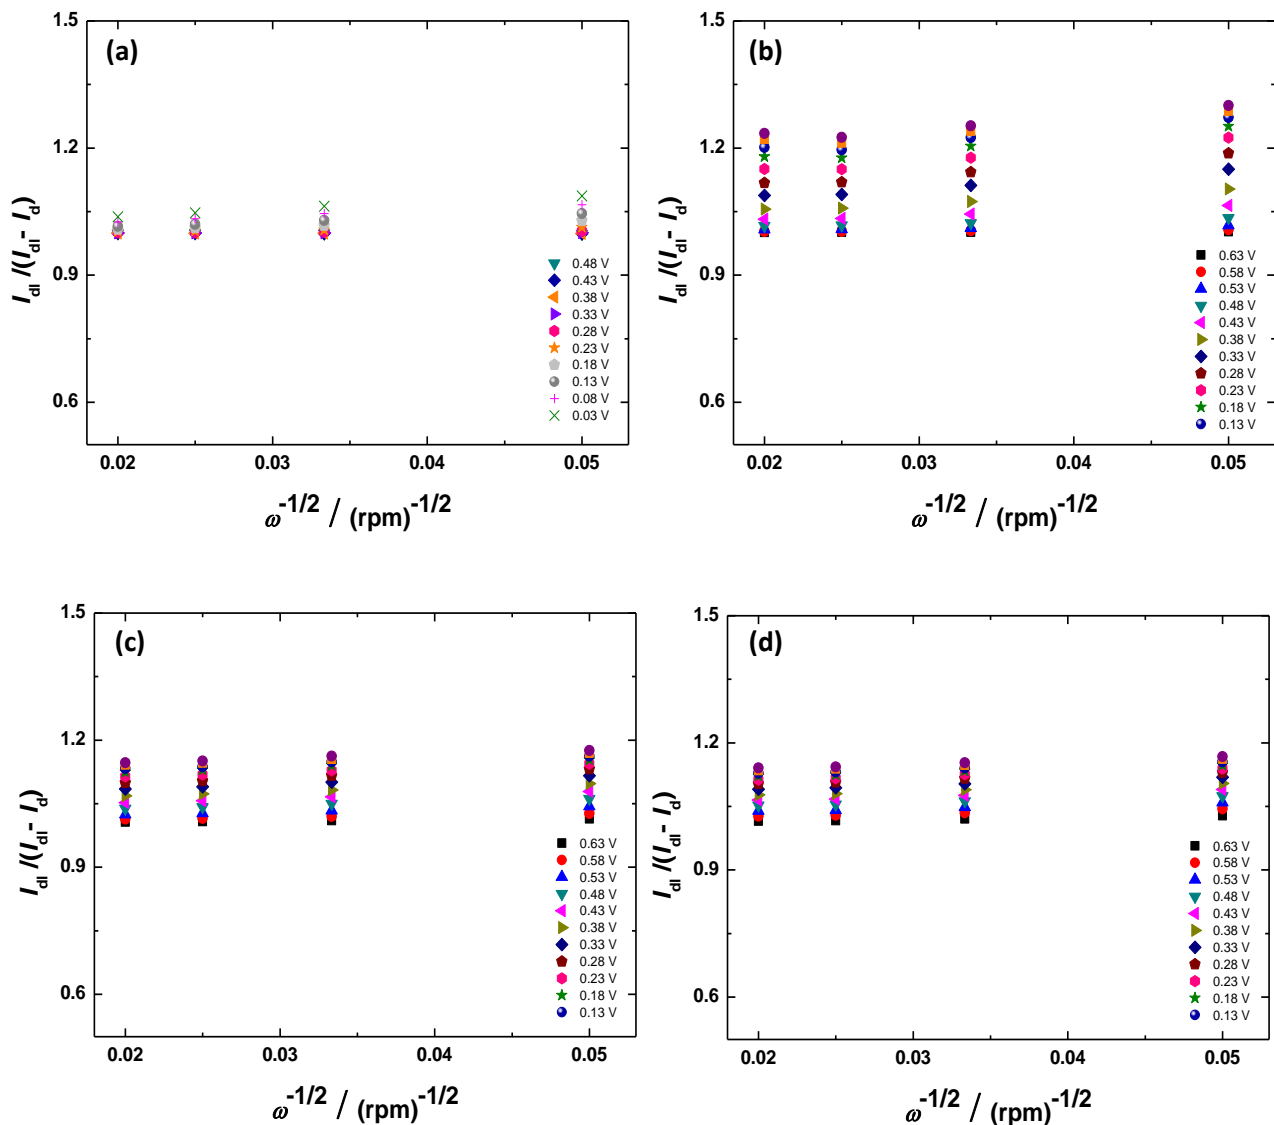 (a)
1.5
1.2
0.9
0.6
I_dl /(I_dl - I_d)
0.48 V
0.43 V
0.38 V
0.33 V
0.28 V
0.23 V
0.18 V
0.13 V
0.08 V
0.03 V
0.02 0.03 0.04 0.05
ω^-1/2 / (rpm)^-1/2
(b)
1.5
1.2
0.9
0.6
I_dl /(I_dl - I_d)
0.63 V
0.58 V
0.53 V
0.48 V
0.43 V
0.38 V
0.33 V
0.28 V
0.23 V
0.18 V
0.13 V
0.02 0.03 0.04 0.05
ω^-1/2 / (rpm)^-1/2
(c)
1.5
1.2
0.9
0.6
I_dl /(I_dl - I_d)
0.63 V
0.58 V
0.53 V
0.48 V
0.43 V
0.38 V
0.33 V
0.28 V
0.23 V
0.18 V
0.13 V
0.02 0.03 0.04 0.05
ω^-1/2 / (rpm)^-1/2
(d)
1.5
1.2
0.9
0.6
I_dl /(I_dl - I_d)
0.63 V
0.58 V
0.53 V
0.48 V
0.43 V
0.38 V
0.33 V
0.28 V
0.23 V
0.18 V
0.13 V
0.02 0.03 0.04 0.05
ω^-1/2 / (rpm)^-1/2